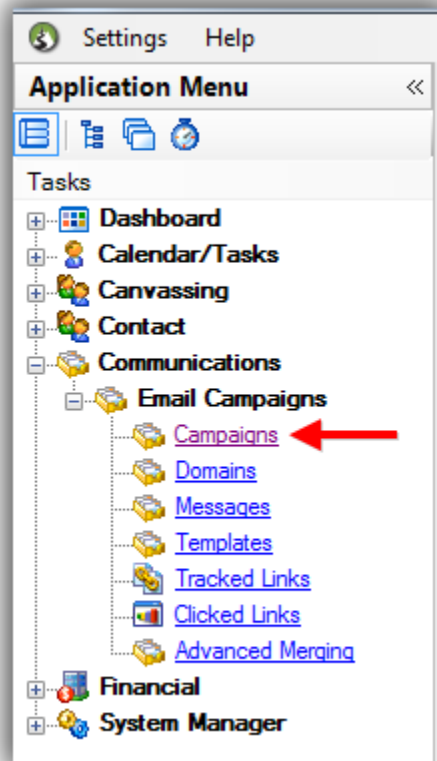 Settings Help
Application Menu
Tasks
Dashboard
Calendar/Tasks
Canvassing
Contact
Communications
Email Campaigns
Campaigns
Domains
Messages
Templates
Tracked Links
Clicked Links
Advanced Merging
Financial
System Manager